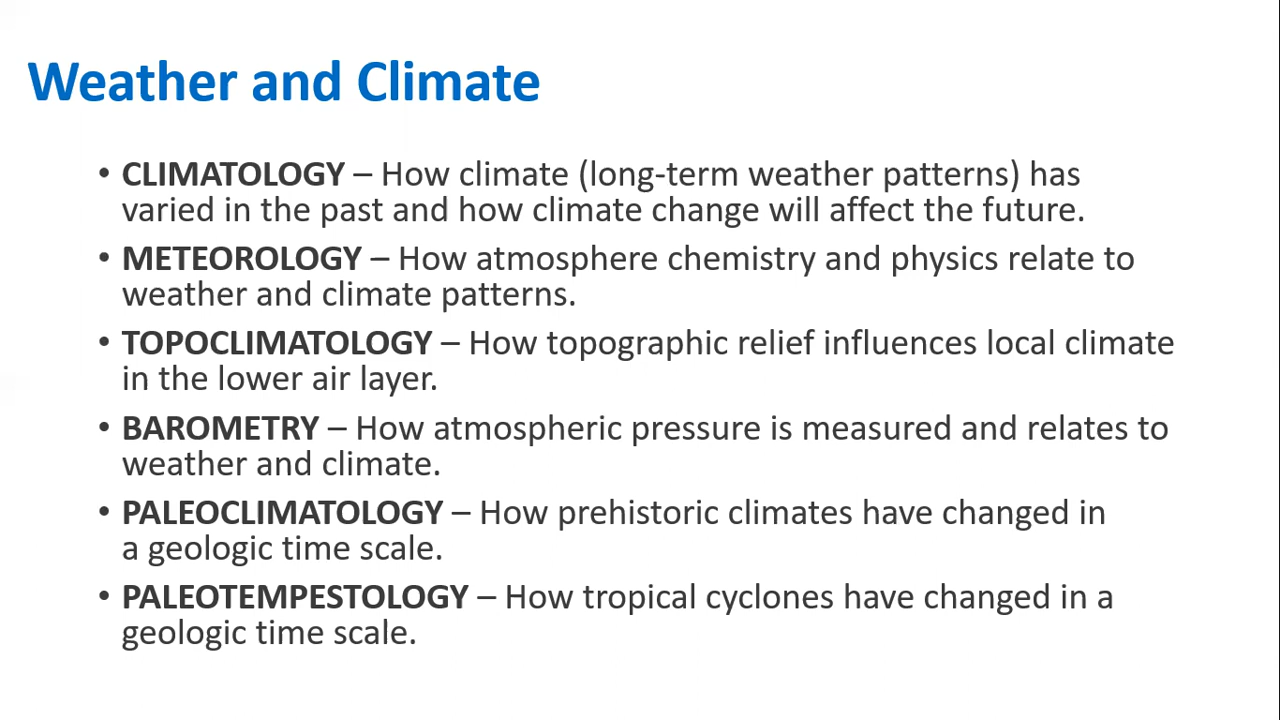 Weather and Climate
• CLIMATOLOGY – How climate (long-term weather patterns) has
varied in the past and how climate change will affect the future.
• METEOROLOGY – How atmosphere chemistry and physics relate to
weather and climate patterns.
• TOPOCLIMATOLOGY – How topographic relief influences local climate
in the lower air layer.
• BAROMETRY – How atmospheric pressure is measured and relates to
weather and climate.
• PALEOCLIMATOLOGY – How prehistoric climates have changed in
a geologic time scale.
• PALEOTEMPESTOLOGY – How tropical cyclones have changed in a
geologic time scale.